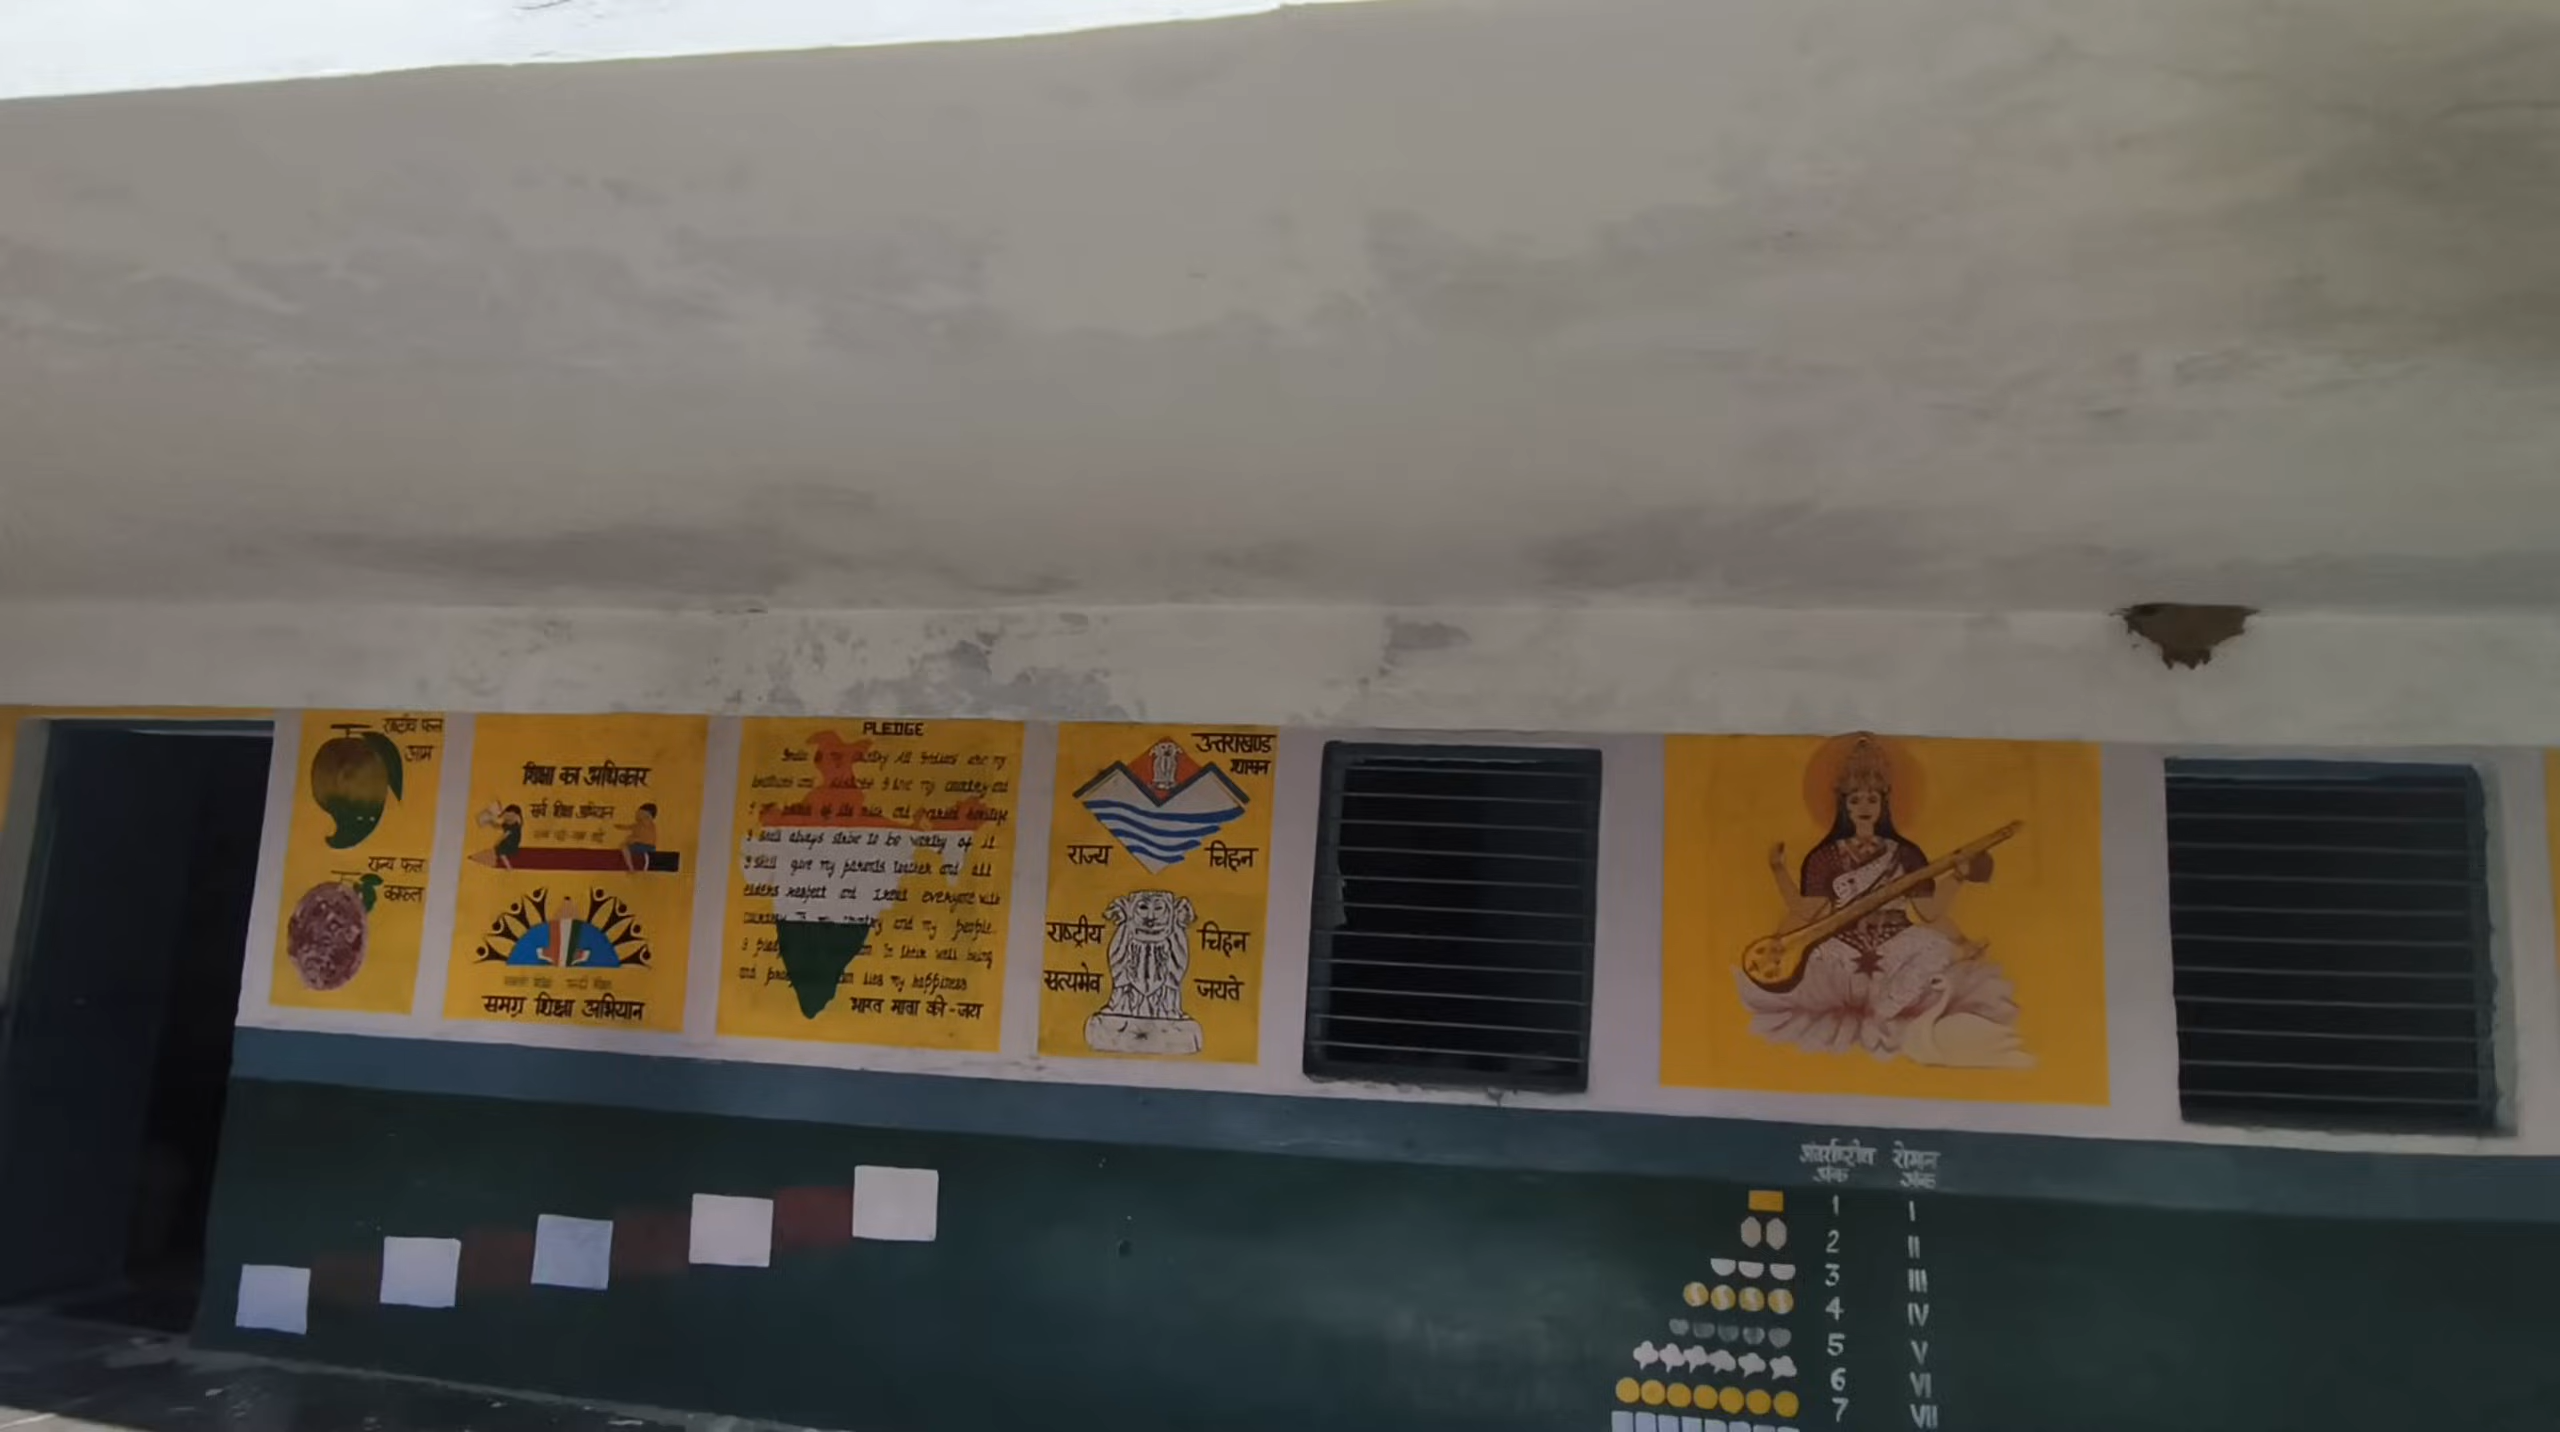 राष्ट्रीय फल
आम
राज्य फल
काफल
शिक्षा का अधिकार
सर्व शिक्षा अभियान
समग्र शिक्षा अभियान
PLEDGE
India is my country All Indians are my
brothers and sisters I love my country and
of its rich and varied heritage
I shall always strive to be worthy of it
I shall give my parents teacher and all
elders respect and treat everyone with
my country and my people.
I in their well being
and lies my happiness
भारत माता की-जय
उत्तराखण्ड
शासन
राज्य चिह्न
राष्ट्रीय चिह्न
सत्यमेव जयते
अंतर्राष्ट्रीय रोमन
अंक अंक
1 I
2 II
3 III
4 IV
5 V
6 VI
7 VII